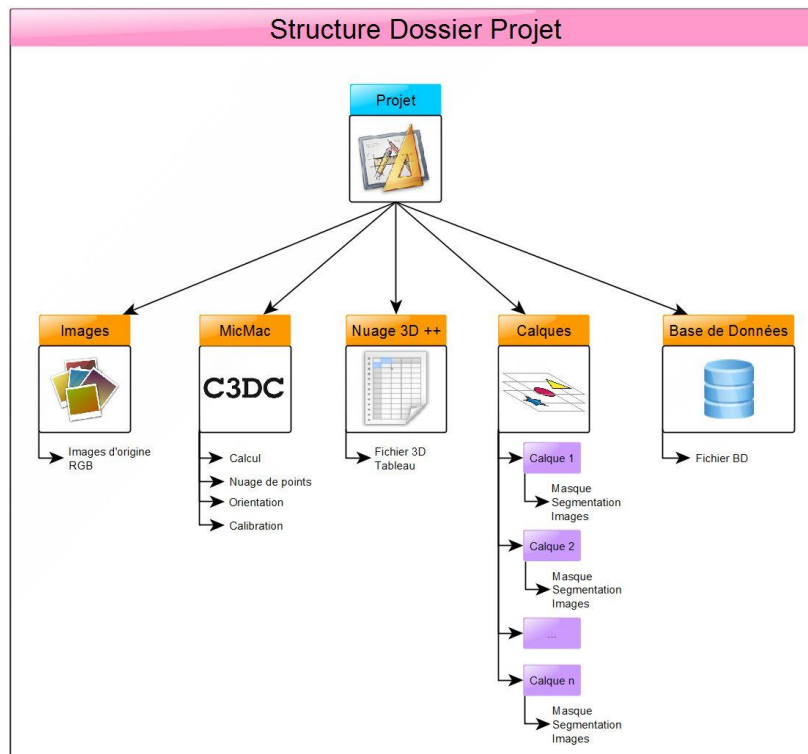 Structure Dossier Projet
Projet
Images
MicMac
Nuage 3D ++
Calques
Base de Données
C3DC
Images d'origine
RGB
Calcul
Nuage de points
Orientation
Calibration
Fichier 3D
Tableau
Calque 1
Masque
Segmentation
Images
Calque 2
Masque
Segmentation
Images
...
Calque n
Masque
Segmentation
Images
Fichier BD